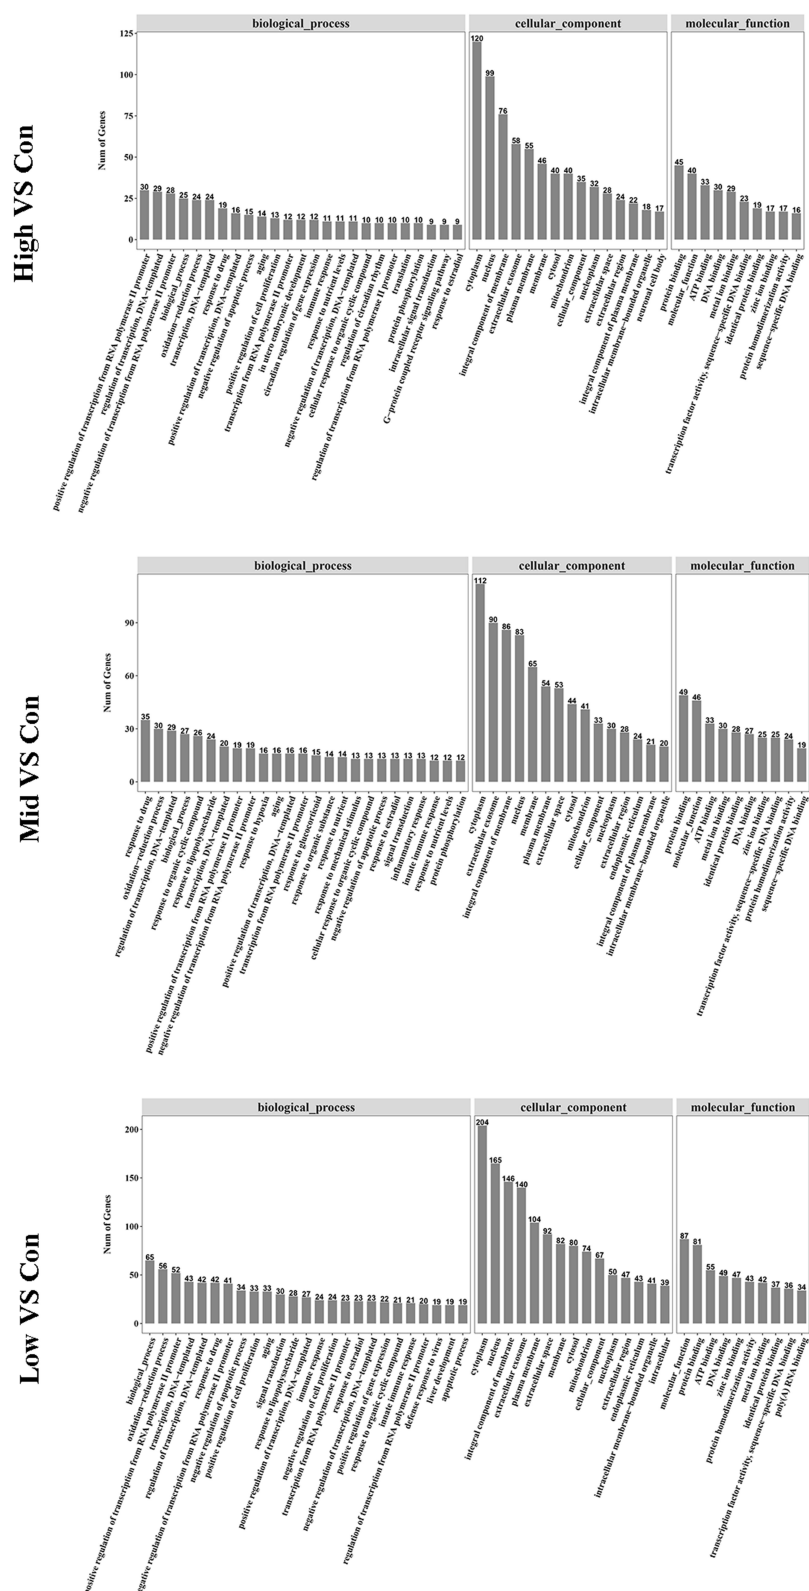 High VS Con
biological_process
cellular_component
molecular_function
Num of Genes
125
100
75
50
25
0
30 29 28 25 24 24 19 16 15 14 13 12 12 12 11 11 11 10 10 10 10 10 9 9 9
120 99 76 58 55 46 40 40 35 32 28 24 22 18 17
45 40 33 30 29 23 19 17 17 16
positive regulation of transcription from RNA polymerase II promoter
regulation of transcription, DNA−templated
negative regulation of transcription from RNA polymerase II promoter
biological_process
oxidation−reduction process
transcription, DNA−templated
response to drug
positive regulation of transcription, DNA−templated
negative regulation of apoptotic process
aging
positive regulation of cell proliferation
transcription from RNA polymerase II promoter
in utero embryonic development
circadian regulation of gene expression
immune response
response to nutrient levels
negative regulation of transcription, DNA−templated
cellular response to organic cyclic compound
regulation of circadian rhythm
regulation of transcription from RNA polymerase II promoter
translation
protein phosphorylation
intracellular signal transduction
G−protein coupled receptor signaling pathway
response to estradiol
cytoplasm
nucleus
integral component of membrane
extracellular exosome
plasma membrane
membrane
cytosol
mitochondrion
cellular_component
nucleoplasm
extracellular space
extracellular region
integral component of plasma membrane
intracellular membrane−bounded organelle
neuronal cell body
protein binding
molecular_function
ATP binding
DNA binding
metal ion binding
transcription factor activity, sequence−specific DNA binding
identical protein binding
zinc ion binding
protein homodimerization activity
sequence−specific DNA binding
Mid VS Con
biological_process
cellular_component
molecular_function
Num of Genes
90
60
30
0
35 30 29 27 26 24 20 19 19 16 16 16 16 15 14 14 13 13 13 13 13 13 12 12 12
112 90 86 83 65 54 53 44 41 33 30 28 24 21 20
49 46 33 30 28 27 25 25 24 19
response to drug
oxidation−reduction process
regulation of transcription, DNA−templated
biological_process
response to organic cyclic compound
response to lipopolysaccharide
transcription, DNA−templated
positive regulation of transcription from RNA polymerase II promoter
negative regulation of transcription from RNA polymerase II promoter
response to hypoxia
aging
positive regulation of transcription, DNA−templated
transcription from RNA polymerase II promoter
response to glucocorticoid
response to organic substance
response to nutrient
response to mechanical stimulus
cellular response to organic cyclic compound
negative regulation of apoptotic process
response to estradiol
signal transduction
inflammatory response
innate immune response
response to nutrient levels
protein phosphorylation
cytoplasm
extracellular exosome
integral component of membrane
nucleus
membrane
plasma membrane
extracellular space
cytosol
mitochondrion
cellular_component
nucleoplasm
extracellular region
endoplasmic reticulum
integral component of plasma membrane
intracellular membrane−bounded organelle
protein binding
molecular_function
ATP binding
metal ion binding
identical protein binding
DNA binding
zinc ion binding
transcription factor activity, sequence−specific DNA binding
protein homodimerization activity
sequence−specific DNA binding
Low VS Con
biological_process
cellular_component
molecular_function
Num of Genes
200
150
100
50
0
65 56 52 43 42 42 41 34 33 33 30 28 27 24 24 23 23 23 22 21 21 20 19 19 19
204 165 146 140 104 92 82 80 74 67 50 47 43 41 39
87 81 55 49 47 43 42 37 36 34
biological_process
oxidation−reduction process
positive regulation of transcription from RNA polymerase II promoter
transcription, DNA−templated
regulation of transcription, DNA−templated
response to drug
negative regulation of transcription from RNA polymerase II promoter
negative regulation of apoptotic process
positive regulation of cell proliferation
aging
signal transduction
response to lipopolysaccharide
positive regulation of transcription, DNA−templated
immune response
negative regulation of cell proliferation
transcription from RNA polymerase II promoter
response to estradiol
negative regulation of transcription, DNA−templated
positive regulation of gene expression
response to organic cyclic compound
innate immune response
regulation of transcription from RNA polymerase II promoter
defense response to virus
liver development
apoptotic process
cytoplasm
nucleus
integral component of membrane
extracellular exosome
plasma membrane
extracellular space
membrane
cytosol
mitochondrion
cellular_component
nucleoplasm
extracellular region
endoplasmic reticulum
intracellular membrane−bounded organelle
intracellular
molecular_function
protein binding
ATP binding
DNA binding
zinc ion binding
protein homodimerization activity
metal ion binding
identical protein binding
transcription factor activity, sequence−specific DNA binding
poly(A) RNA binding